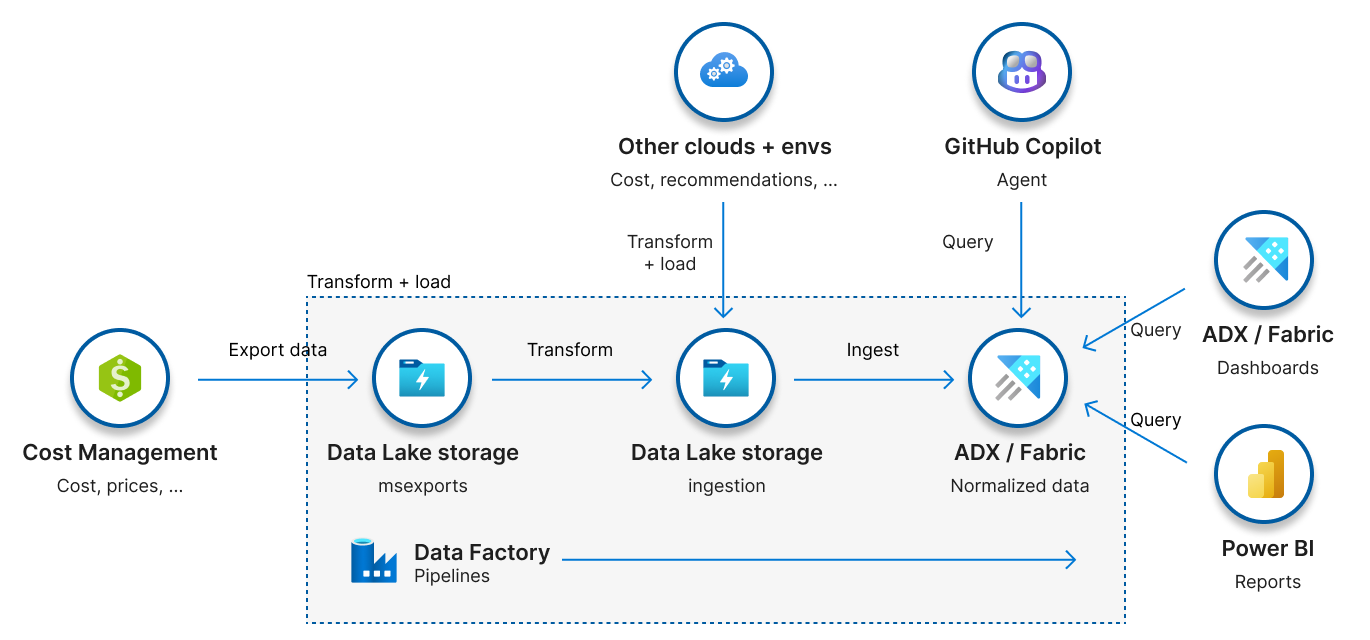 Other clouds + envs
Cost, recommendations, ...
GitHub Copilot
Agent
Transform
+ load
Query
Transform + load
Export data
Transform
Ingest
Query
ADX / Fabric
Dashboards
Query
Cost Management
Cost, prices, ...
Data Lake storage
msexports
Data Lake storage
ingestion
ADX / Fabric
Normalized data
Power BI
Reports
Data Factory
Pipelines